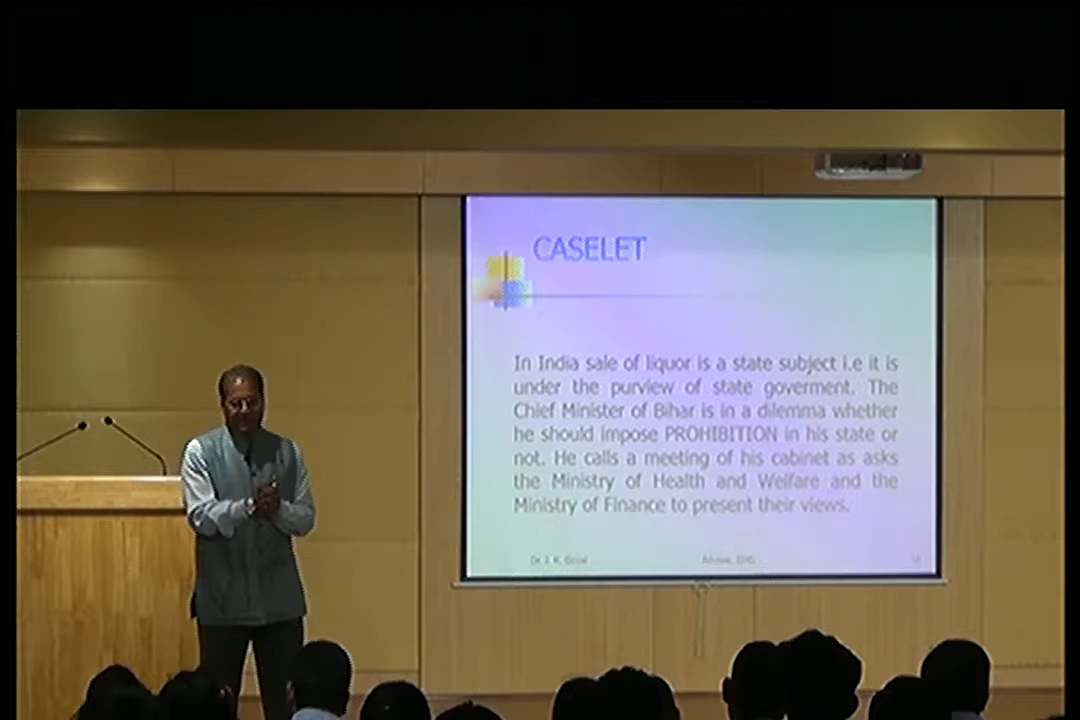 CASELET
In India sale of liquor is a state subject i.e it is
under the purview of state goverment. The
Chief Minister of Bihar is in a dilemma whether
he should impose PROHIBITION in his state or
not. He calls a meeting of his cabinet as asks
the Ministry of Health and Welfare and the
Ministry of Finance to present their views.
Dr. J. K. Goyal